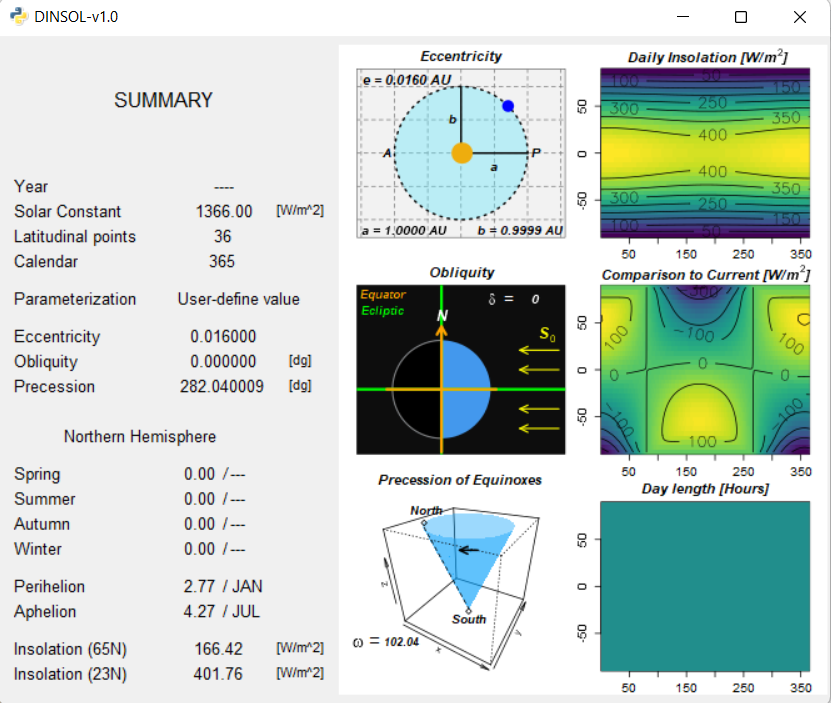 DINSOL-v1.0
SUMMARY
Year ----
Solar Constant 1366.00 [W/m^2]
Latitudinal points 36
Calendar 365
Parameterization User-define value
Eccentricity 0.016000
Obliquity 0.000000 [dg]
Precession 282.040009 [dg]
Northern Hemisphere
Spring 0.00 /---
Summer 0.00 /---
Autumn 0.00 /---
Winter 0.00 /---
Perihelion 2.77 / JAN
Aphelion 4.27 / JUL
Insolation (65N) 166.42 [W/m^2]
Insolation (23N) 401.76 [W/m^2]
Eccentricity
e = 0.0160 AU
b
A
P
a
a = 1.0000 AU b = 0.9999 AU
Daily Insolation [W/m²]
50
0
-50
50
100 100
150
250
300
350
400
400
350
300
250
150
100
50 150 250 350
Obliquity
Equator
Ecliptic
δ = 0
N
S₀
Comparison to Current [W/m²]
50
0
-50
-100
100
100
0 0 0
-100
-100
100
50 150 250 350
Precession of Equinoxes
North
South
z
x
y
ω = 102.04
Day length [Hours]
50
0
-50
50 150 250 350